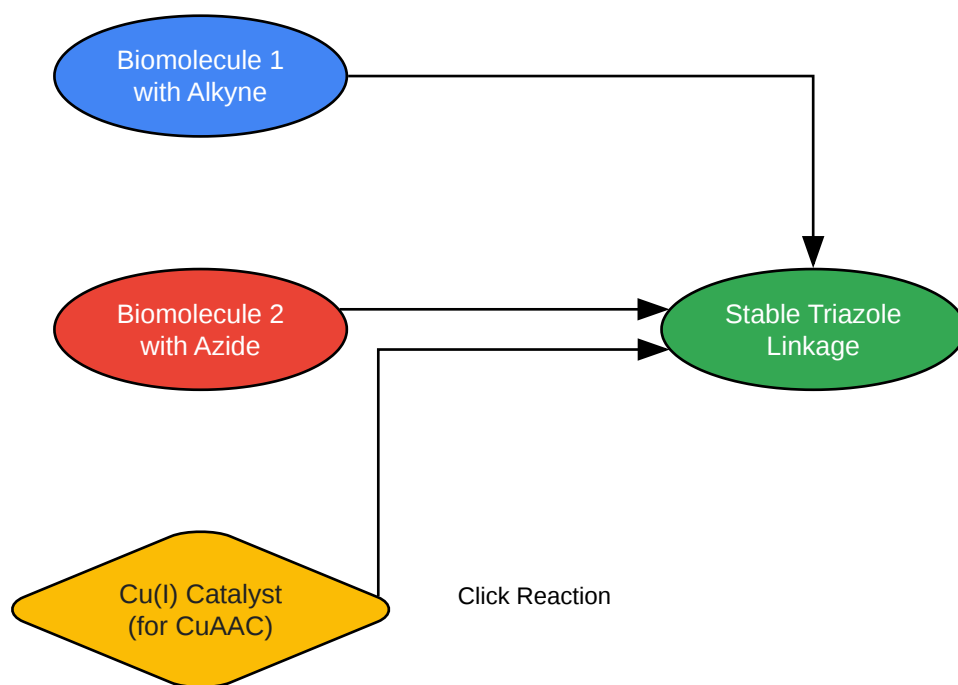 Biomolecule 1
with Alkyne
Biomolecule 2
with Azide
Stable Triazole
Linkage
Cu(I) Catalyst
(for CuAAC)
Click Reaction